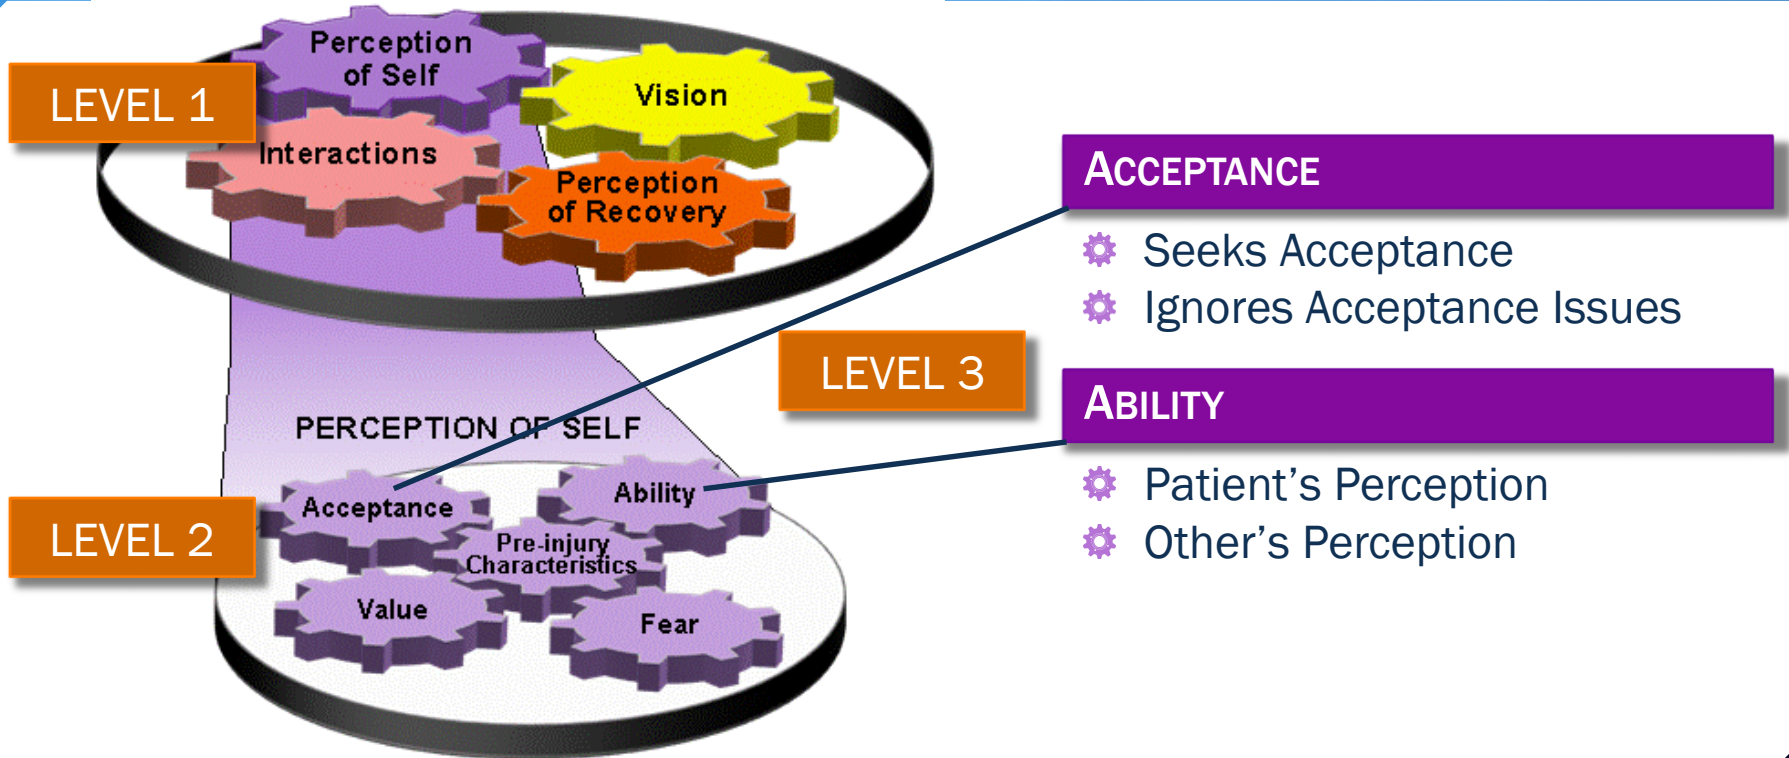 Perception
of Self
Vision
LEVEL 1
Interactions
Perception
of Recovery
LEVEL 3
PERCEPTION OF SELF
LEVEL 2
Acceptance
Ability
Pre-injury
Characteristics
Value
Fear
ACCEPTANCE
Seeks Acceptance
Ignores Acceptance Issues
ABILITY
Patient’s Perception
Other’s Perception